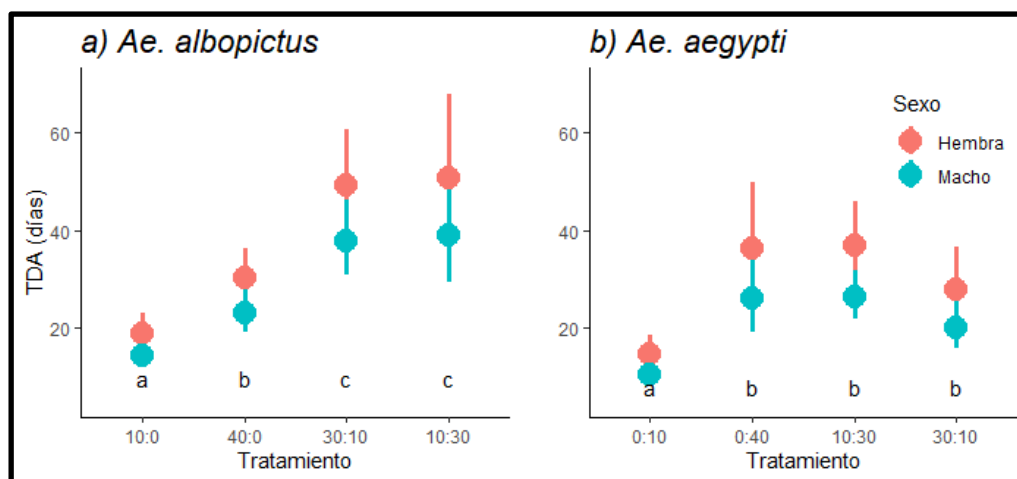 a) Ae. albopictus
TDA (días)
60
40
20
a b c c
10:0 40:0 30:10 10:30
Tratamiento
b) Ae. aegypti
Sexo
Hembra
Macho
60
40
20
a b b b
0:10 0:40 10:30 30:10
Tratamiento